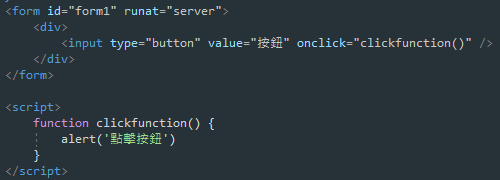 <form id="form1" runat="server">
<div>
<input type="button" value="按鈕" onclick="clickfunction()" />
</div>
</form>
<script>
function clickfunction() {
alert('點擊按鈕')
}
</script>